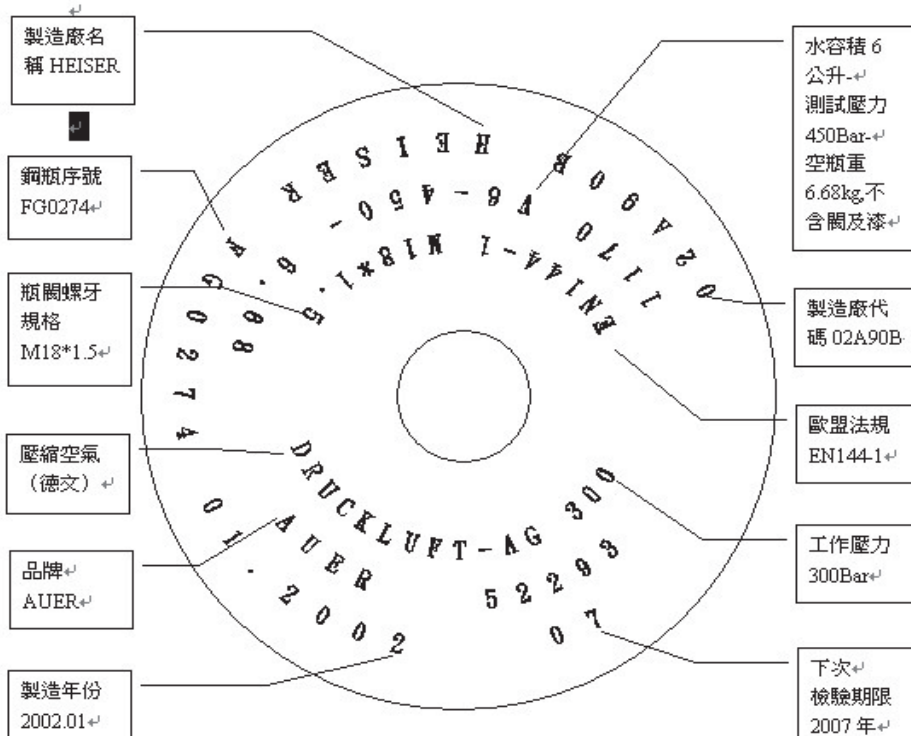 製造廠名
稱 HEISER
鋼瓶序號
FG0274
瓶閥螺牙
規格
M18*1.5
壓縮空氣
（德文）
品牌
AUER
製造年份
2002.01
02A90B HEISER FG0274 01.2002 07
1170 V6-450-6.68 AUER 52293
EN144-1 M18*1.5 DRUCKLUFT-AG 300
水容積 6
公升-
測試壓力
450Bar-
空瓶重
6.68kg,不
含閥及漆
製造廠代
碼 02A90B
歐盟法規
EN144-1
工作壓力
300Bar
下次
檢驗期限
2007 年